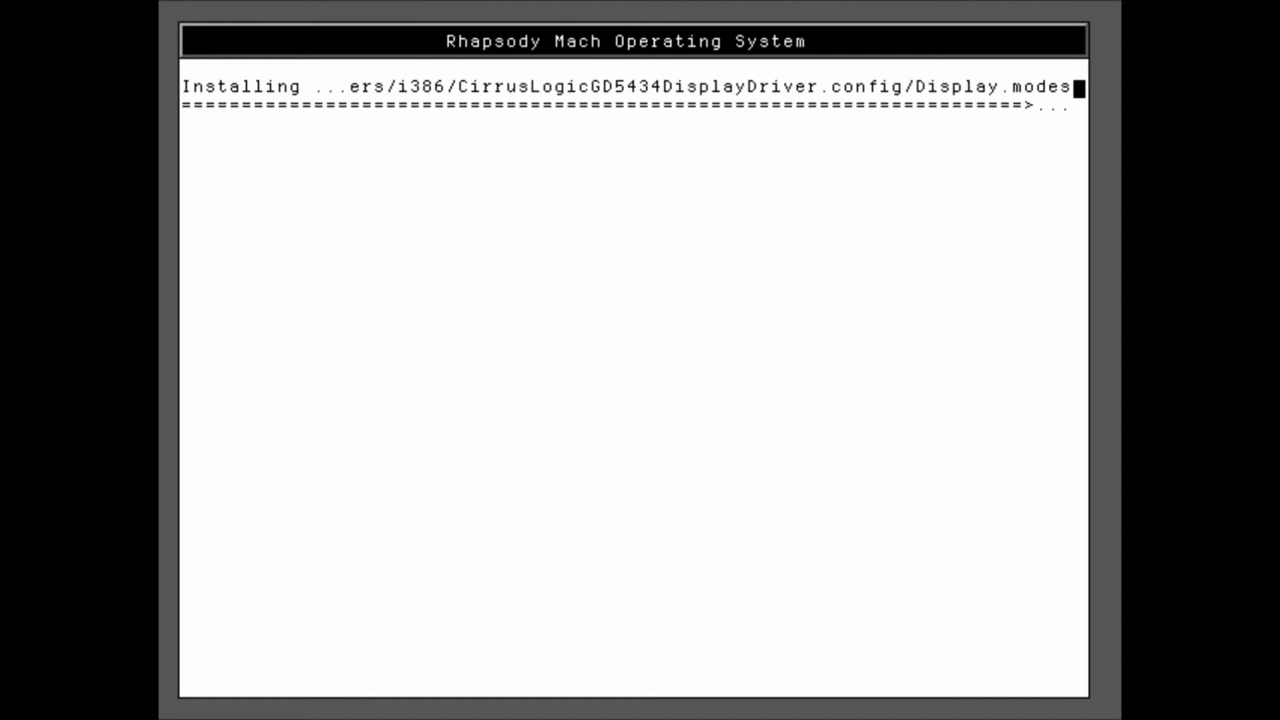 Rhapsody Mach Operating System
Installing ...ers/i386/CirrusLogicGD5434DisplayDriver.config/Display.modes
======================================================================>...